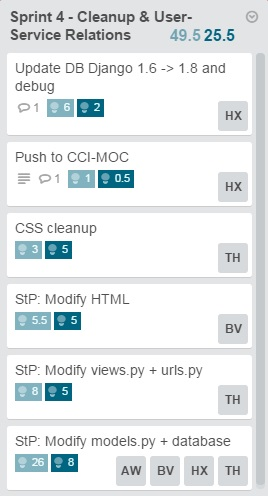 Sprint 4 - Cleanup & User-
Service Relations 49.5 25.5
Update DB Django 1.6 -> 1.8 and
debug
1 6 2
HX
Push to CCI-MOC
1 1 0.5
HX
CSS cleanup
3 5
TH
StP: Modify HTML
5.5 5
BV
StP: Modify views.py + urls.py
8 5
TH
StP: Modify models.py + database
26 8
AW BV HX TH